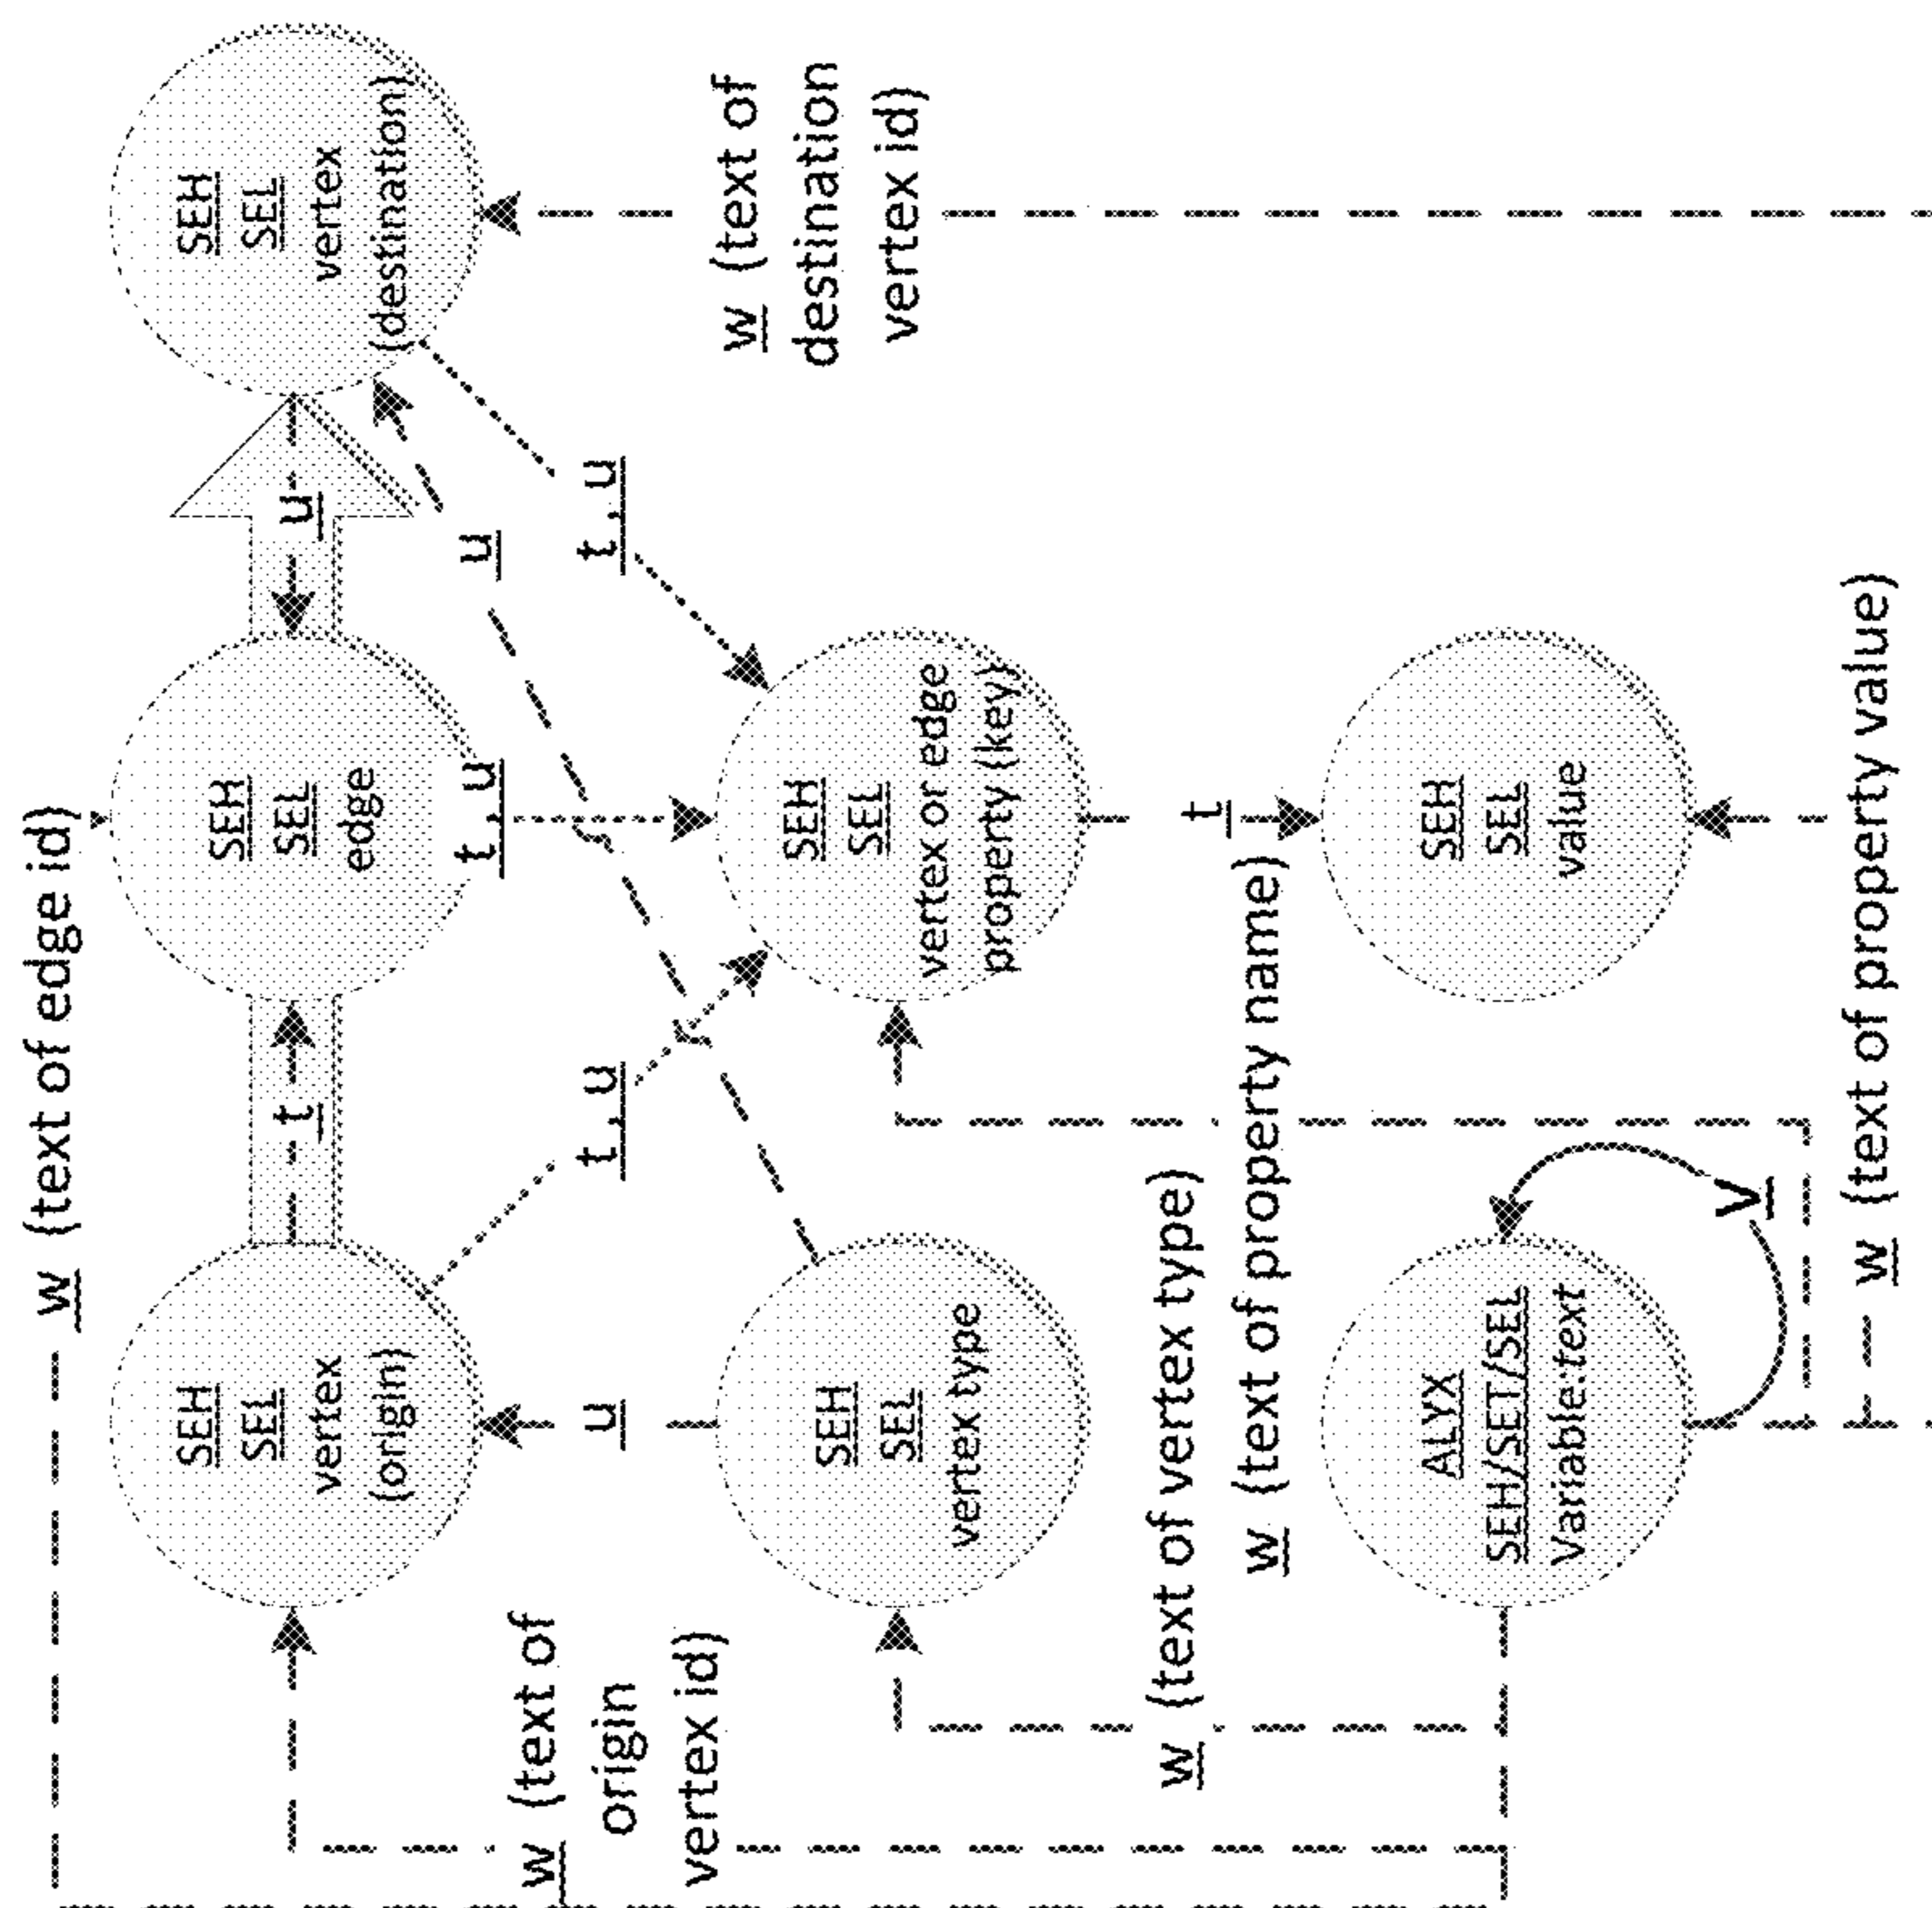 w (text of edge id)
SEH
SEL
vertex
(origin)
t
SEH
SEL
edge
u
SEH
SEL
vertex
(destination)
t,u
u
w (text of
origin
vertex id)
u
t,u
t,u
w (text of
destination
vertex id)
SEH
SEL
vertex type
SEH
SEL
vertex or edge
property (key)
w (text of vertex type)
w (text of property name)
t
ALYX
SEH/SET/SEL
Variable:text
SEH
SEL
value
V
w (text of property value)